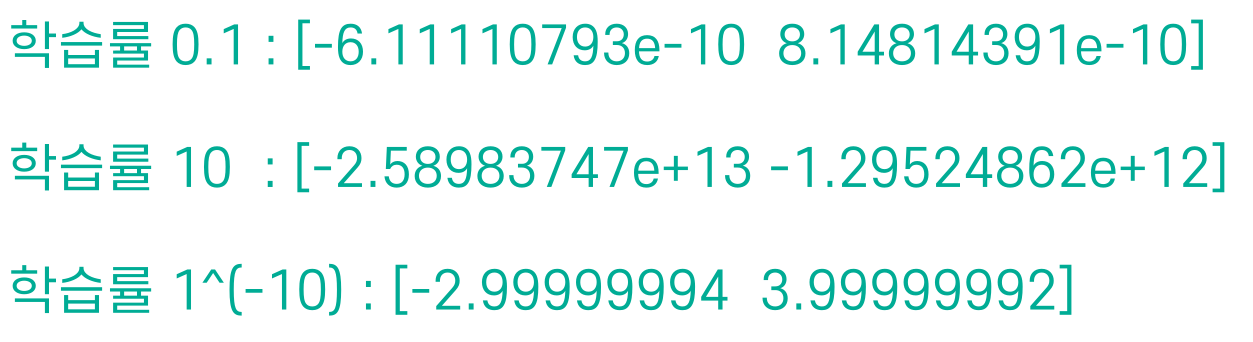 학습률 0.1 : [-6.11110793e-10  8.14814391e-10]
학습률 10  : [-2.58983747e+13 -1.29524862e+12]
학습률 1^(-10) : [-2.99999994  3.99999992]